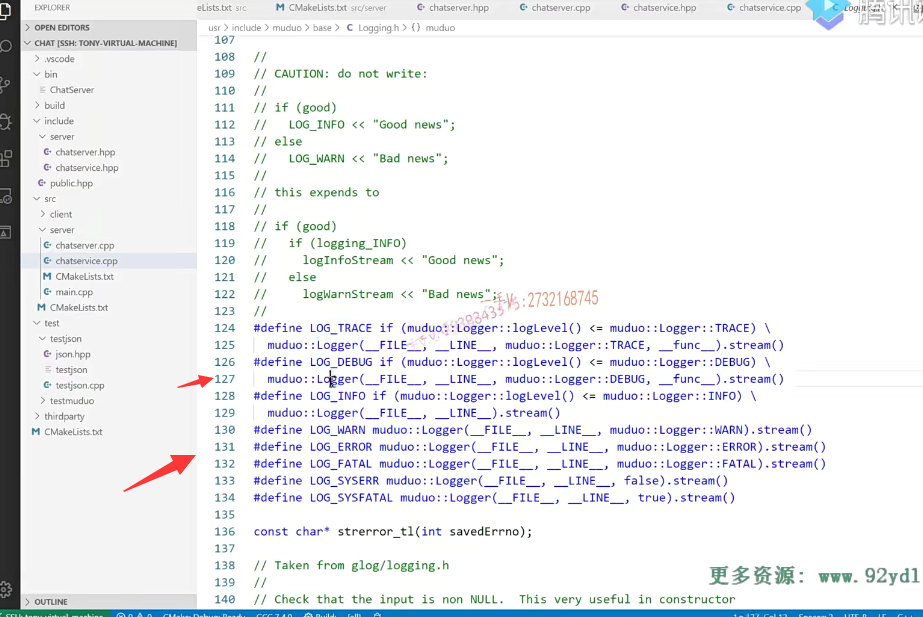 EXPLORER
eLists.txt src
CMakeLists.txt src/server
chatserver.hpp
chatserver.cpp
chatservice.hpp
chatservice.cpp
腾讯
OPEN EDITORS
CHAT [SSH: TONY-VIRTUAL-MACHINE]
.vscode
bin
ChatServer
build
include
server
chatserver.hpp
chatservice.hpp
public.hpp
src
client
server
chatserver.cpp
chatservice.cpp
CMakeLists.txt
main.cpp
CMakeLists.txt
test
testjson
json.hpp
testjson
testjson.cpp
testmuduo
thirdparty
CMakeLists.txt
OUTLINE
usr > include > muduo > base > C Logging.h > {} muduo
107
108 //
109 // CAUTION: do not write:
110 //
111 // if (good)
112 //   LOG_INFO << "Good news";
113 // else
114 //   LOG_WARN << "Bad news";
115 //
116 // this expends to
117 //
118 // if (good)
119 //   if (logging_INFO)
120 //     logInfoStream << "Good news";
121 //   else
122 //     logWarnStream << "Bad news";
123 //
124 #define LOG_TRACE if (muduo::Logger::logLevel() <= muduo::Logger::TRACE) \
125   muduo::Logger(__FILE__, __LINE__, muduo::Logger::TRACE, __func__).stream()
126 #define LOG_DEBUG if (muduo::Logger::logLevel() <= muduo::Logger::DEBUG) \
127   muduo::Logger(__FILE__, __LINE__, muduo::Logger::DEBUG, __func__).stream()
128 #define LOG_INFO if (muduo::Logger::logLevel() <= muduo::Logger::INFO) \
129   muduo::Logger(__FILE__, __LINE__).stream()
130 #define LOG_WARN muduo::Logger(__FILE__, __LINE__, muduo::Logger::WARN).stream()
131 #define LOG_ERROR muduo::Logger(__FILE__, __LINE__, muduo::Logger::ERROR).stream()
132 #define LOG_FATAL muduo::Logger(__FILE__, __LINE__, muduo::Logger::FATAL).stream()
133 #define LOG_SYSERR muduo::Logger(__FILE__, __LINE__, false).stream()
134 #define LOG_SYSFATAL muduo::Logger(__FILE__, __LINE__, true).stream()
135
136 const char* strerror_tl(int savedErrno);
137
138 // Taken from glog/logging.h
139 //
140 // Check that the input is non NULL.  This very useful in constructor
:2732168745
更多资源: www.92yd1